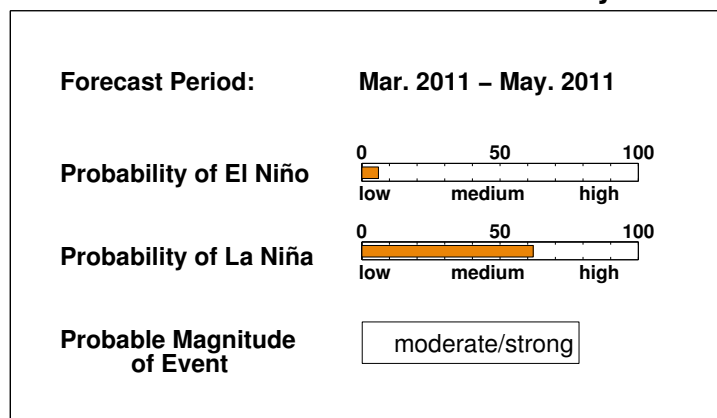 Forecast Period: Mar. 2011 – May. 2011
0 50 100
Probability of El Niño
low medium high
0 50 100
Probability of La Niña
low medium high
Probable Magnitude
of Event
moderate/strong